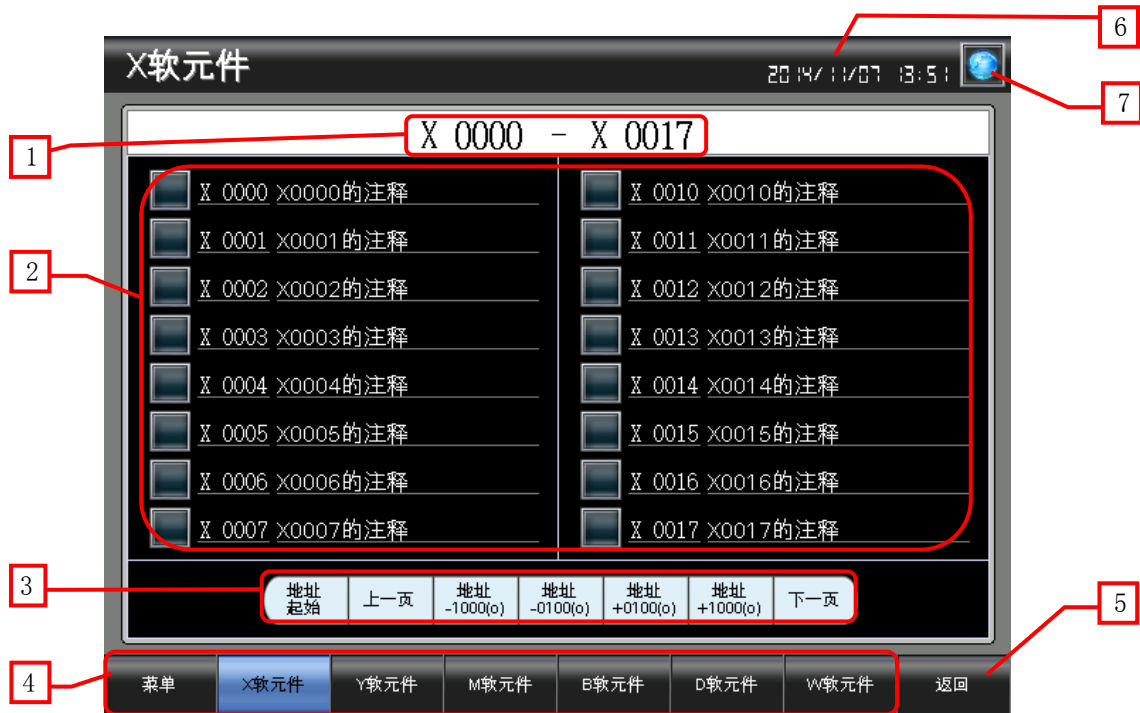 6
X软元件
2014/11/07 13:51
7
1
X 0000 - X 0017
X 0000 X0000的注释
X 0010 X0010的注释
X 0001 X0001的注释
X 0011 X0011的注释
2
X 0002 X0002的注释
X 0012 X0012的注释
X 0003 X0003的注释
X 0013 X0013的注释
X 0004 X0004的注释
X 0014 X0014的注释
X 0005 X0005的注释
X 0015 X0015的注释
X 0006 X0006的注释
X 0016 X0016的注释
X 0007 X0007的注释
X 0017 X0017的注释
3
地址
起始
上一页
地址
-1000(o)
地址
-0100(o)
地址
+0100(o)
地址
+1000(o)
下一页
5
4
菜单
X软元件
Y软元件
M软元件
B软元件
D软元件
W软元件
返回